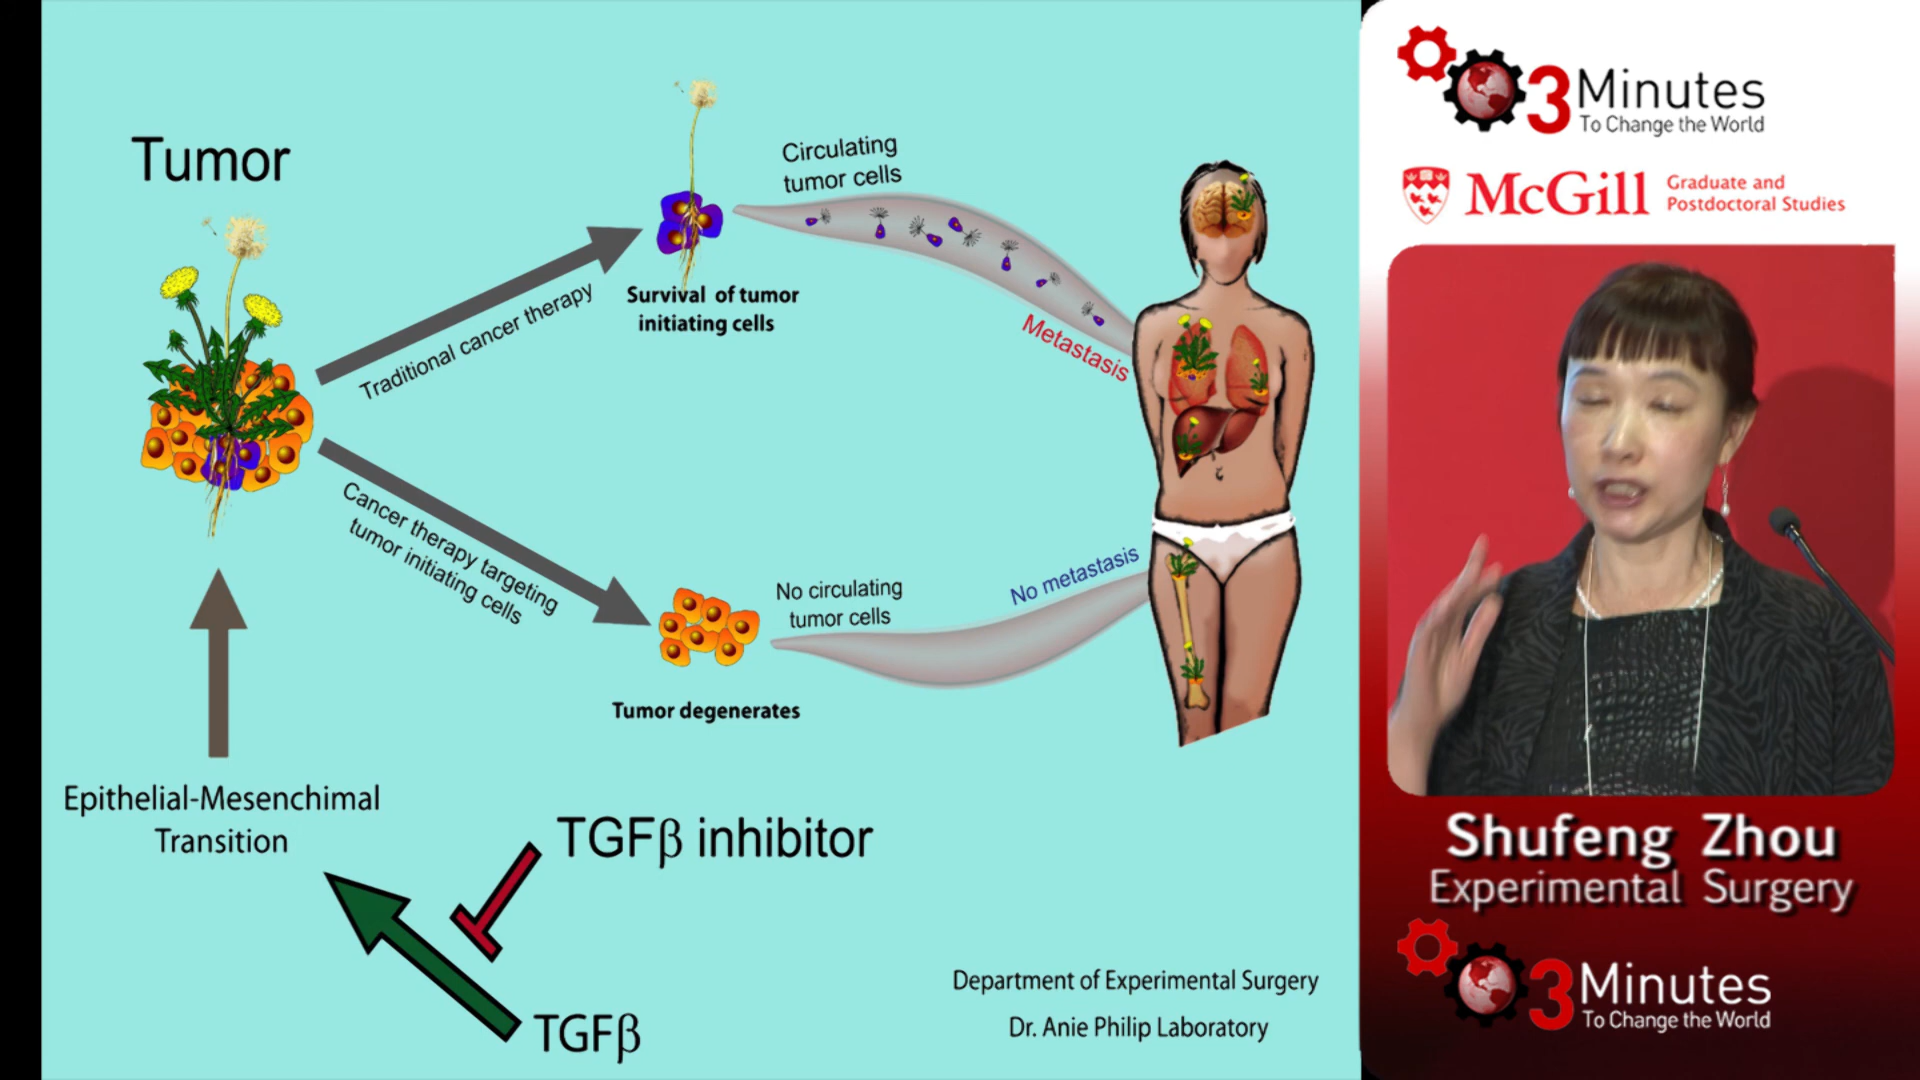 Tumor
Traditional cancer therapy
Cancer therapy targeting
tumor initiating cells
Survival of tumor
initiating cells
Circulating
tumor cells
Metastasis
No circulating
tumor cells
No metastasis
Tumor degenerates
Epithelial-Mesenchimal
Transition
TGFβ inhibitor
TGFβ
Department of Experimental Surgery
Dr. Anie Philip Laboratory
3 Minutes
To Change the World
McGill
Graduate and
Postdoctoral Studies
Shufeng Zhou
Experimental Surgery
3 Minutes
To Change the World